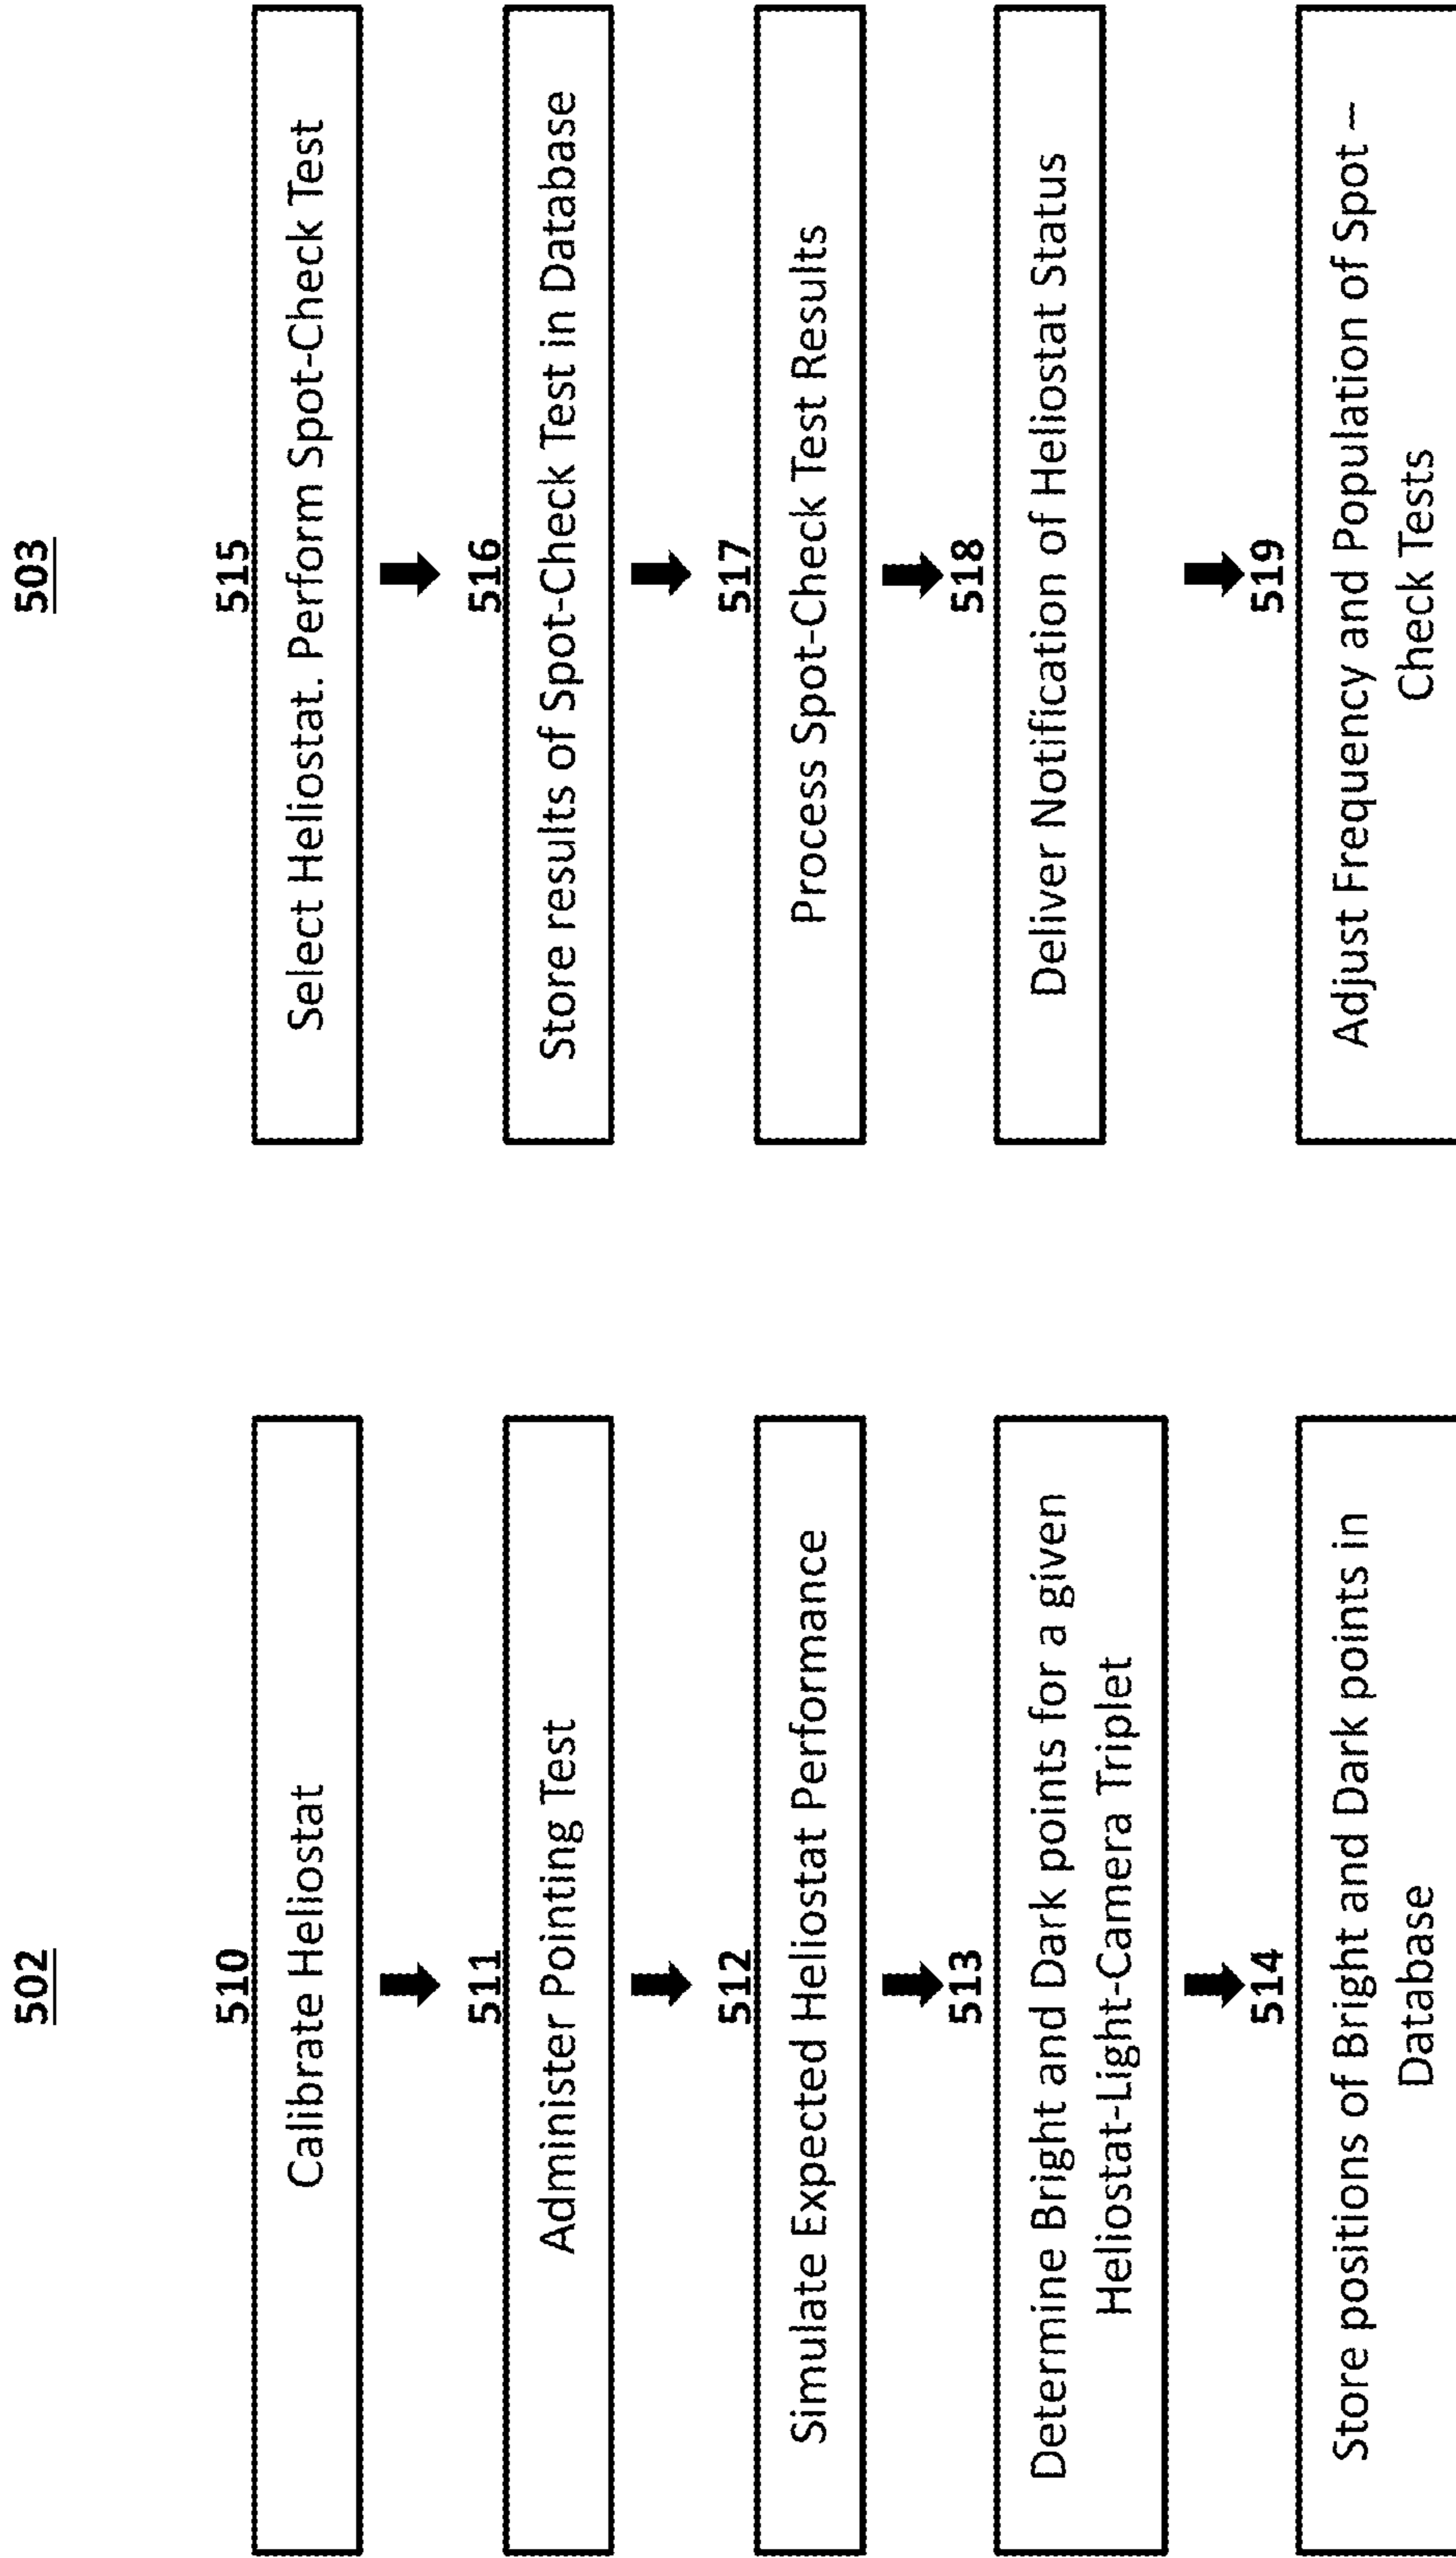 502
510
Calibrate Heliostat
511
Administer Pointing Test
512
Simulate Expected Heliostat Performance
513
Determine Bright and Dark points for a given
Heliostat-Light-Camera Triplet
514
Store positions of Bright and Dark points in
Database
503
515
Select Heliostat. Perform Spot-Check Test
516
Store results of Spot-Check Test in Database
517
Process Spot-Check Test Results
518
Deliver Notification of Heliostat Status
519
Adjust Frequency and Population of Spot –
Check Tests